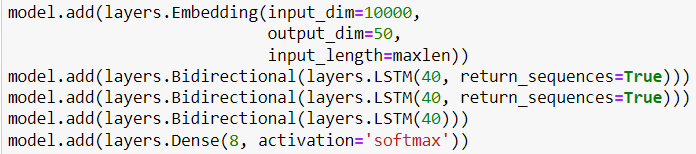 model.add(layers.Embedding(input_dim=10000,
output_dim=50,
input_length=maxlen))
model.add(layers.Bidirectional(layers.LSTM(40, return_sequences=True)))
model.add(layers.Bidirectional(layers.LSTM(40, return_sequences=True)))
model.add(layers.Bidirectional(layers.LSTM(40)))
model.add(layers.Dense(8, activation='softmax'))